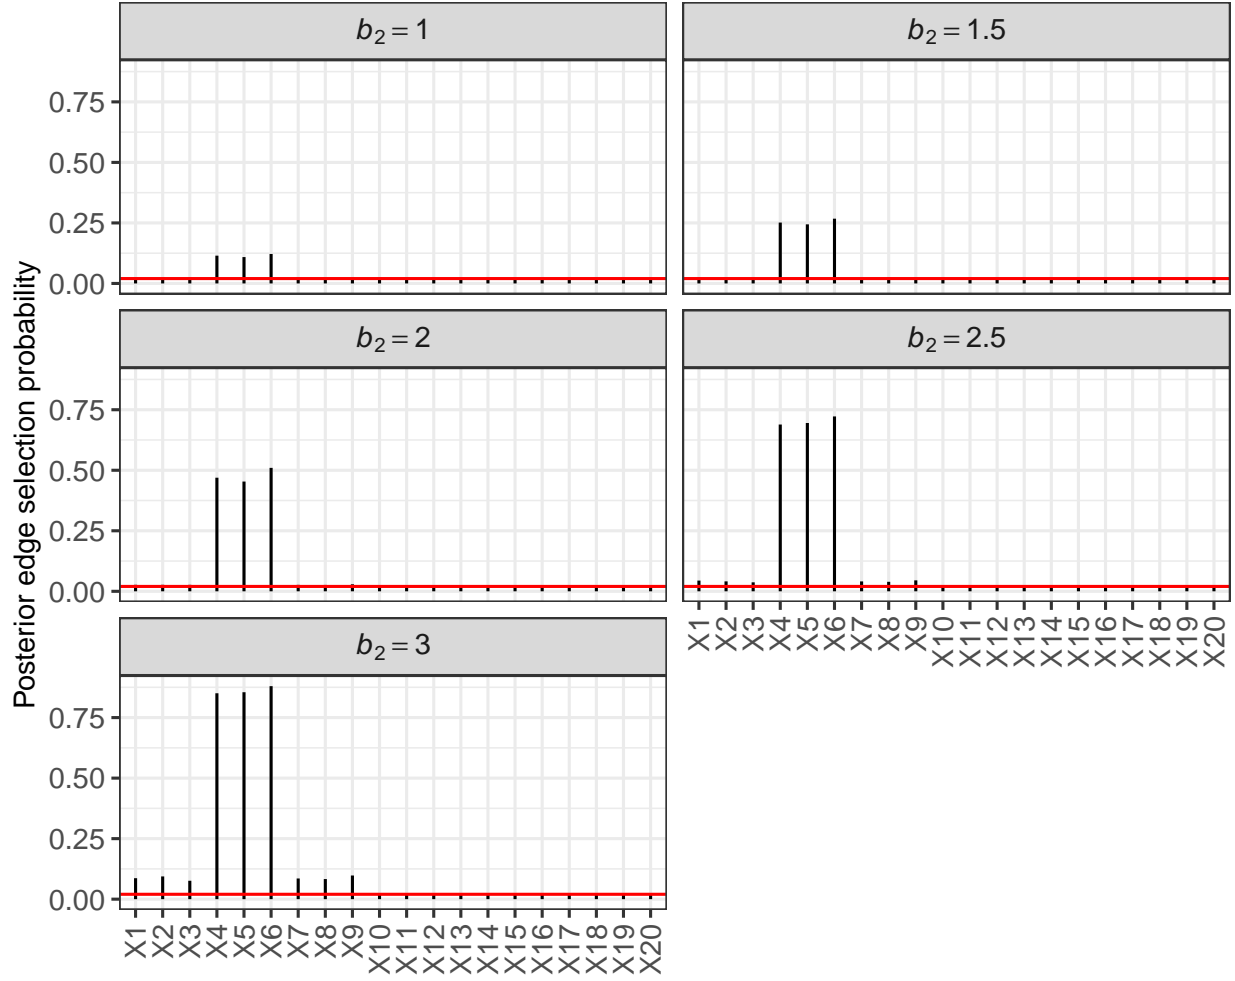 b₂ = 1
b₂ = 1.5
0.75
0.50
0.25
0.00
b₂ = 2
b₂ = 2.5
0.75
0.50
0.25
0.00
X1 X2 X3 X4 X5 X6 X7 X8 X9 X10 X11 X12 X13 X14 X15 X16 X17 X18 X19 X20
b₂ = 3
0.75
0.50
0.25
0.00
X1 X2 X3 X4 X5 X6 X7 X8 X9 X10 X11 X12 X13 X14 X15 X16 X17 X18 X19 X20
Posterior edge selection probability